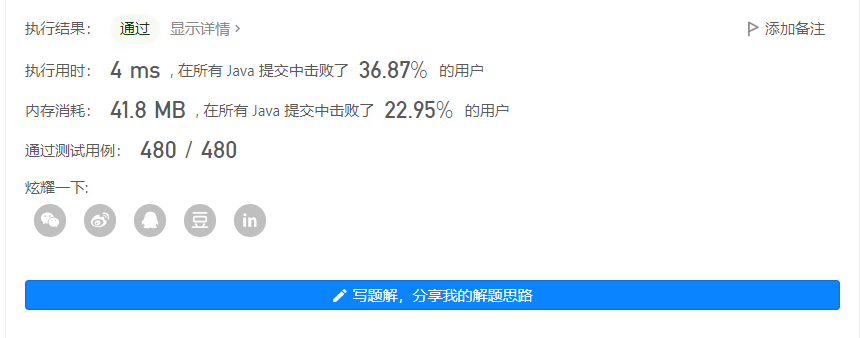 执行结果： 通过 显示详情 > 添加备注
执行用时： 4 ms , 在所有 Java 提交中击败了 36.87% 的用户
内存消耗： 41.8 MB , 在所有 Java 提交中击败了 22.95% 的用户
通过测试用例： 480 / 480
炫耀一下:
豆 in
写题解，分享我的解题思路